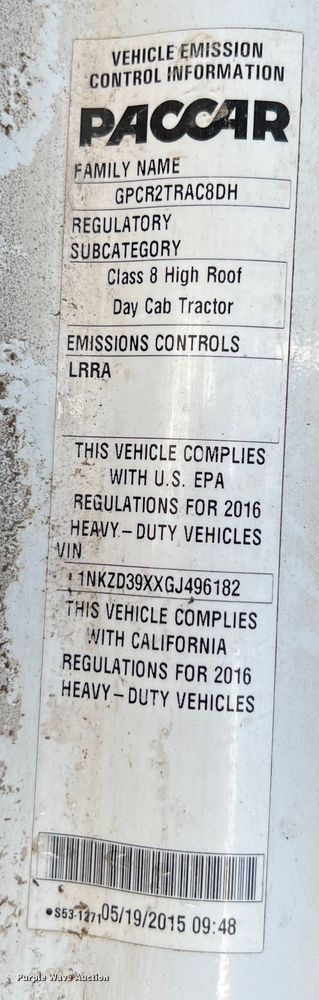 VEHICLE EMISSION
CONTROL INFORMATION
PACCAR
FAMILY NAME
GPCR2TRAC8DH
REGULATORY
SUBCATEGORY
Class 8 High Roof
Day Cab Tractor
EMISSIONS CONTROLS
LRRA
THIS VEHICLE COMPLIES
WITH U.S. EPA
REGULATIONS FOR 2016
HEAVY-DUTY VEHICLES
VIN
1NKZD39XXGJ496182
THIS VEHICLE COMPLIES
WITH CALIFORNIA
REGULATIONS FOR 2016
HEAVY-DUTY VEHICLES
S53-1271 05/19/2015 09:48
Purple Wave Auction